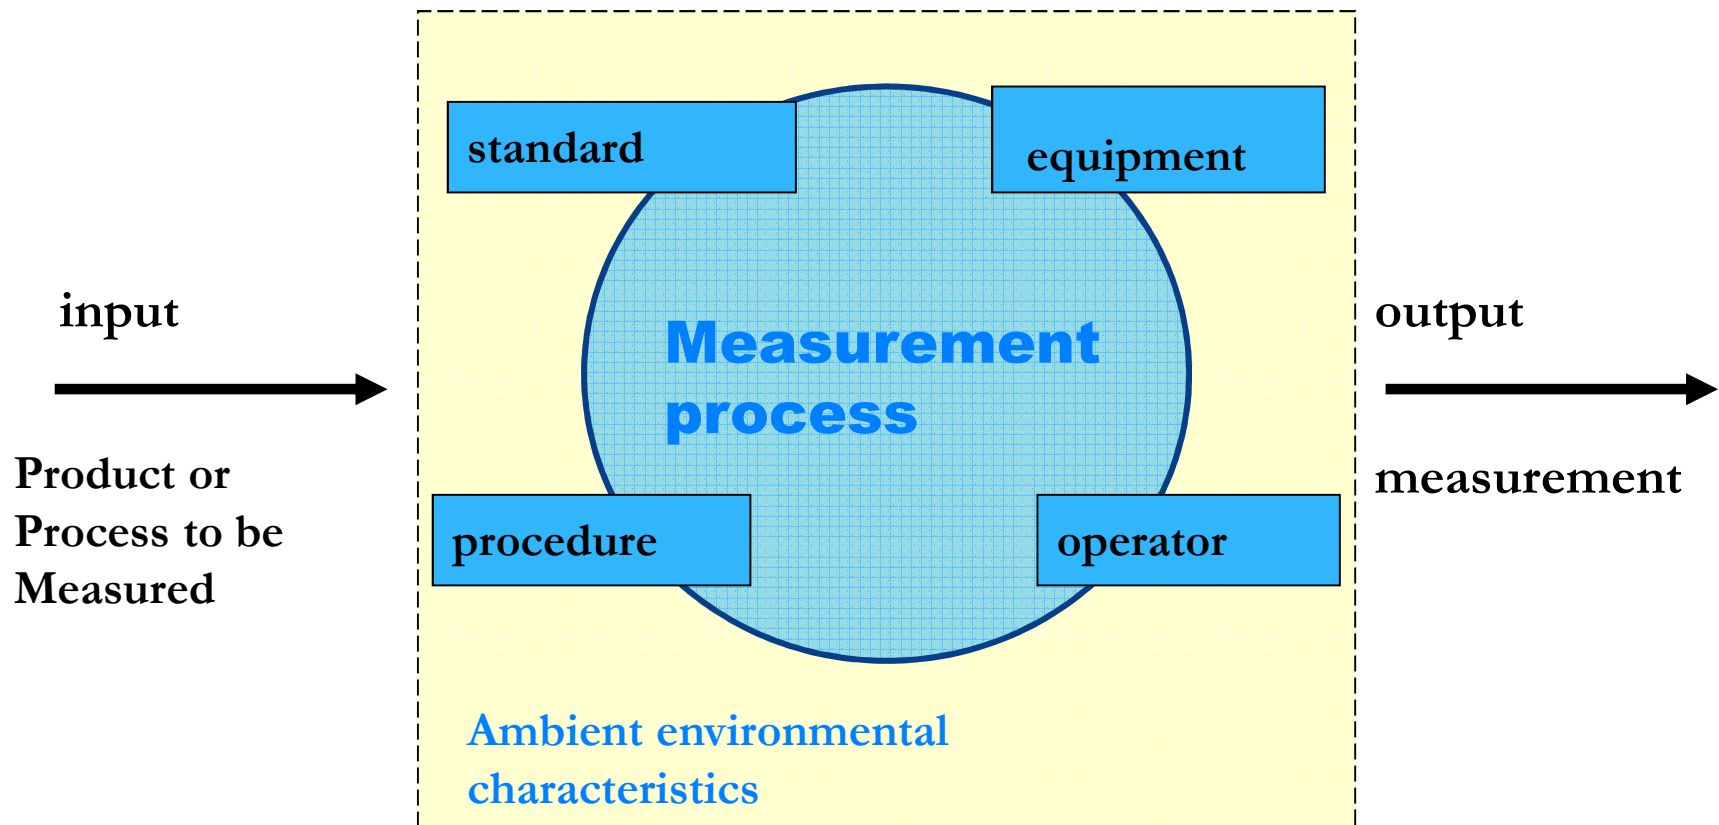 standard
equipment
input
Measurement
process
output
Product or
Process to be
Measured
measurement
procedure
operator
Ambient environmental
characteristics